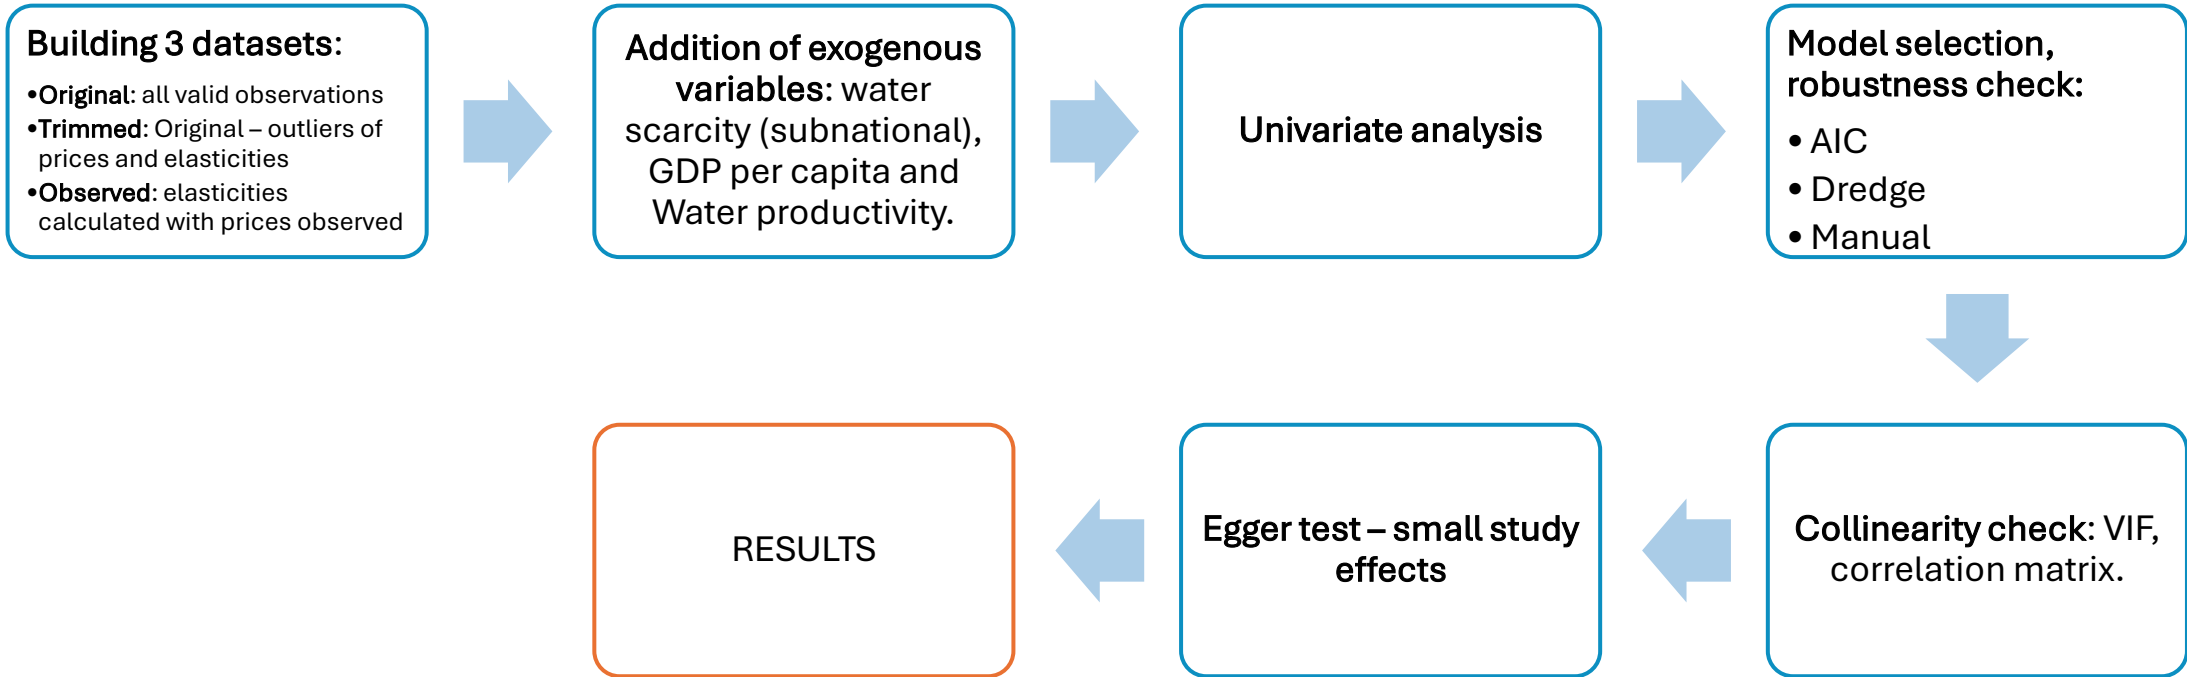 Building 3 datasets:
•Original: all valid observations
•Trimmed: Original – outliers of
prices and elasticities
•Observed: elasticities
calculated with prices observed
Addition of exogenous
variables: water
scarcity (subnational),
GDP per capita and
Water productivity.
Univariate analysis
Model selection,
robustness check:
• AIC
• Dredge
• Manual
Collinearity check: VIF,
correlation matrix.
Egger test – small study
effects
RESULTS